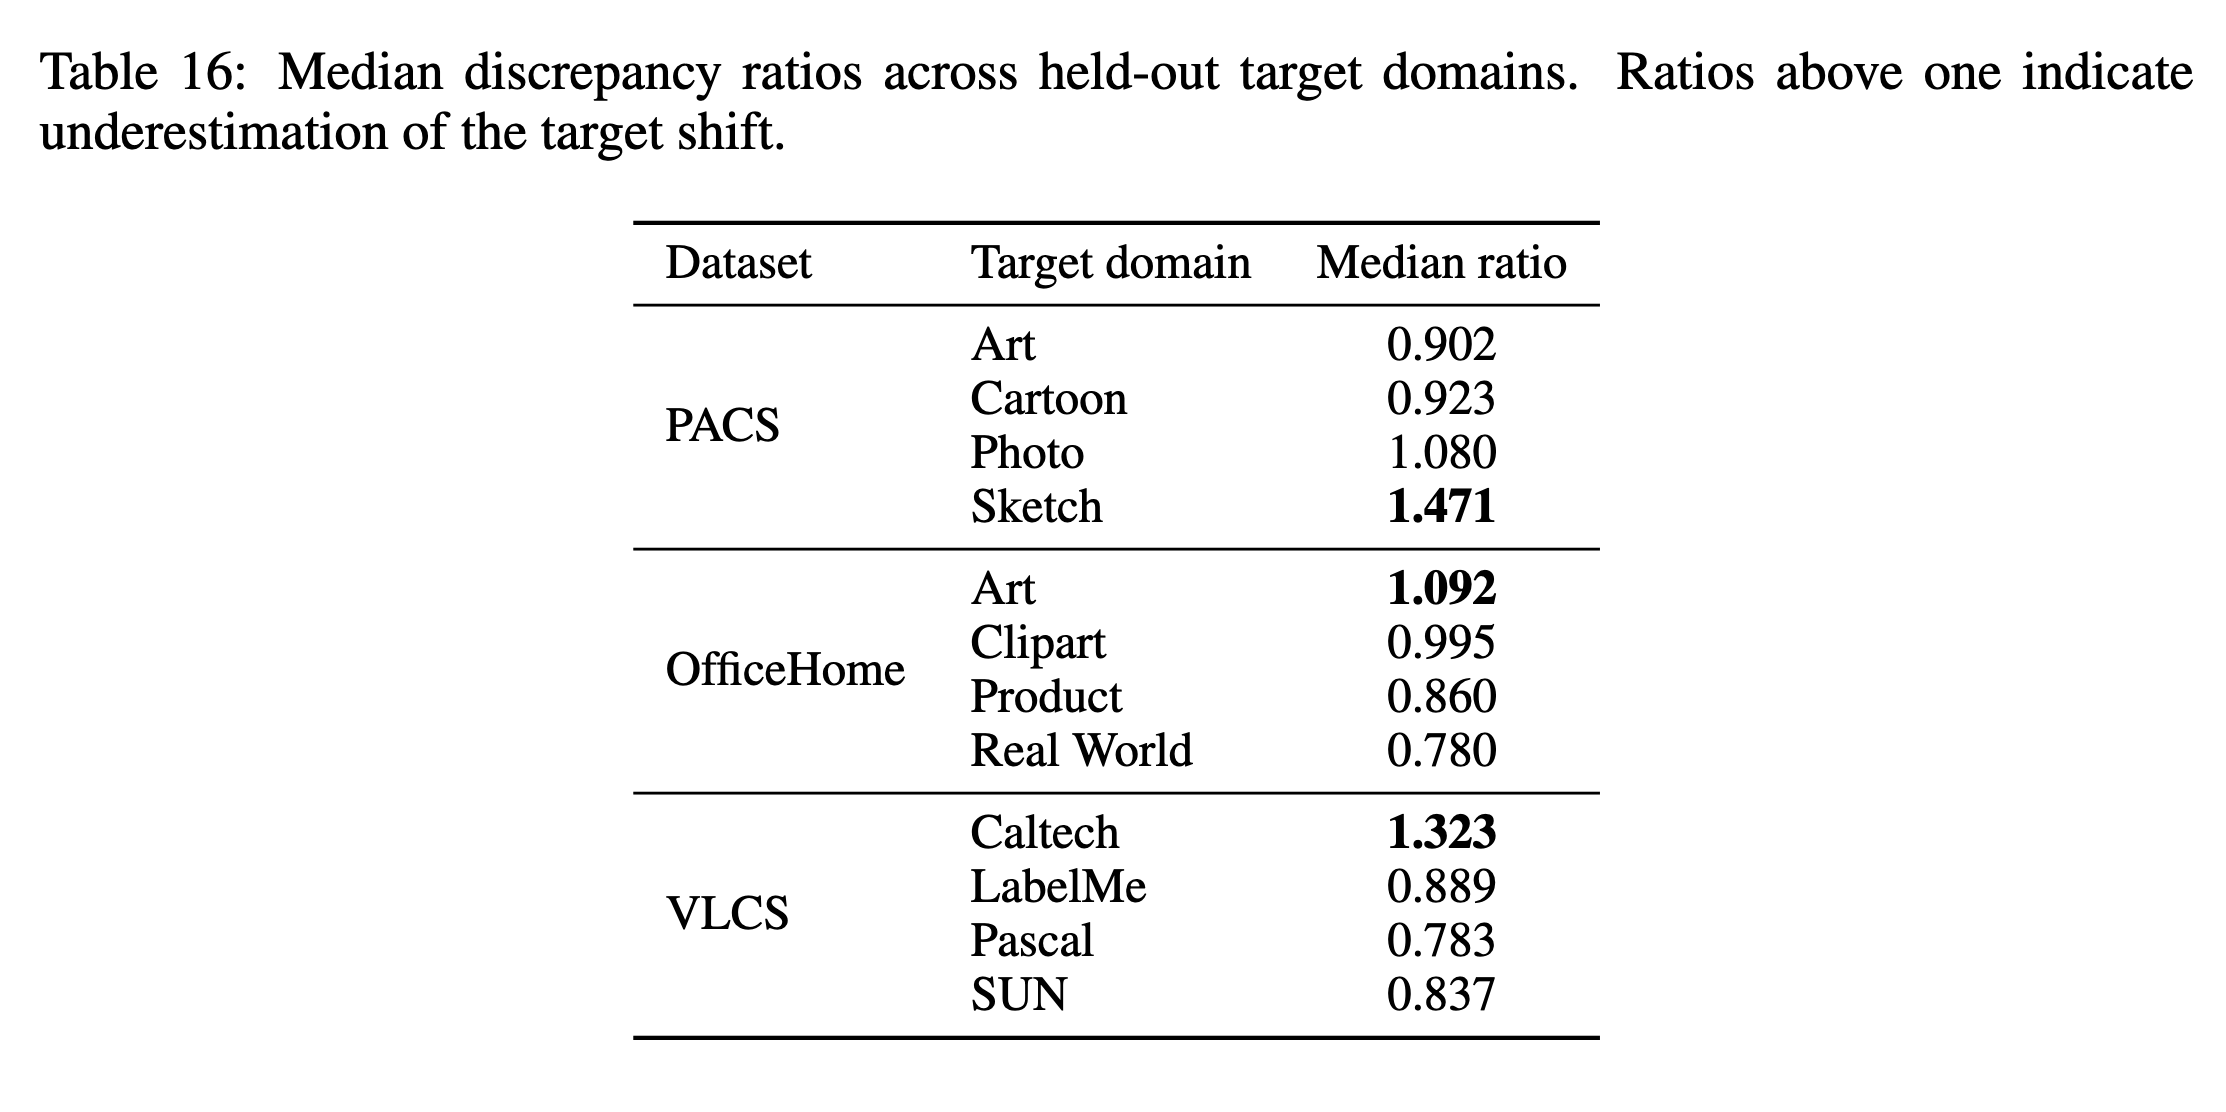 Table 16: Median discrepancy ratios across held-out target domains. Ratios above one indicate
underestimation of the target shift.
Dataset Target domain Median ratio
PACS
Art 0.902
Cartoon 0.923
Photo 1.080
Sketch 1.471
OfficeHome
Art 1.092
Clipart 0.995
Product 0.860
Real World 0.780
VLCS
Caltech 1.323
LabelMe 0.889
Pascal 0.783
SUN 0.837